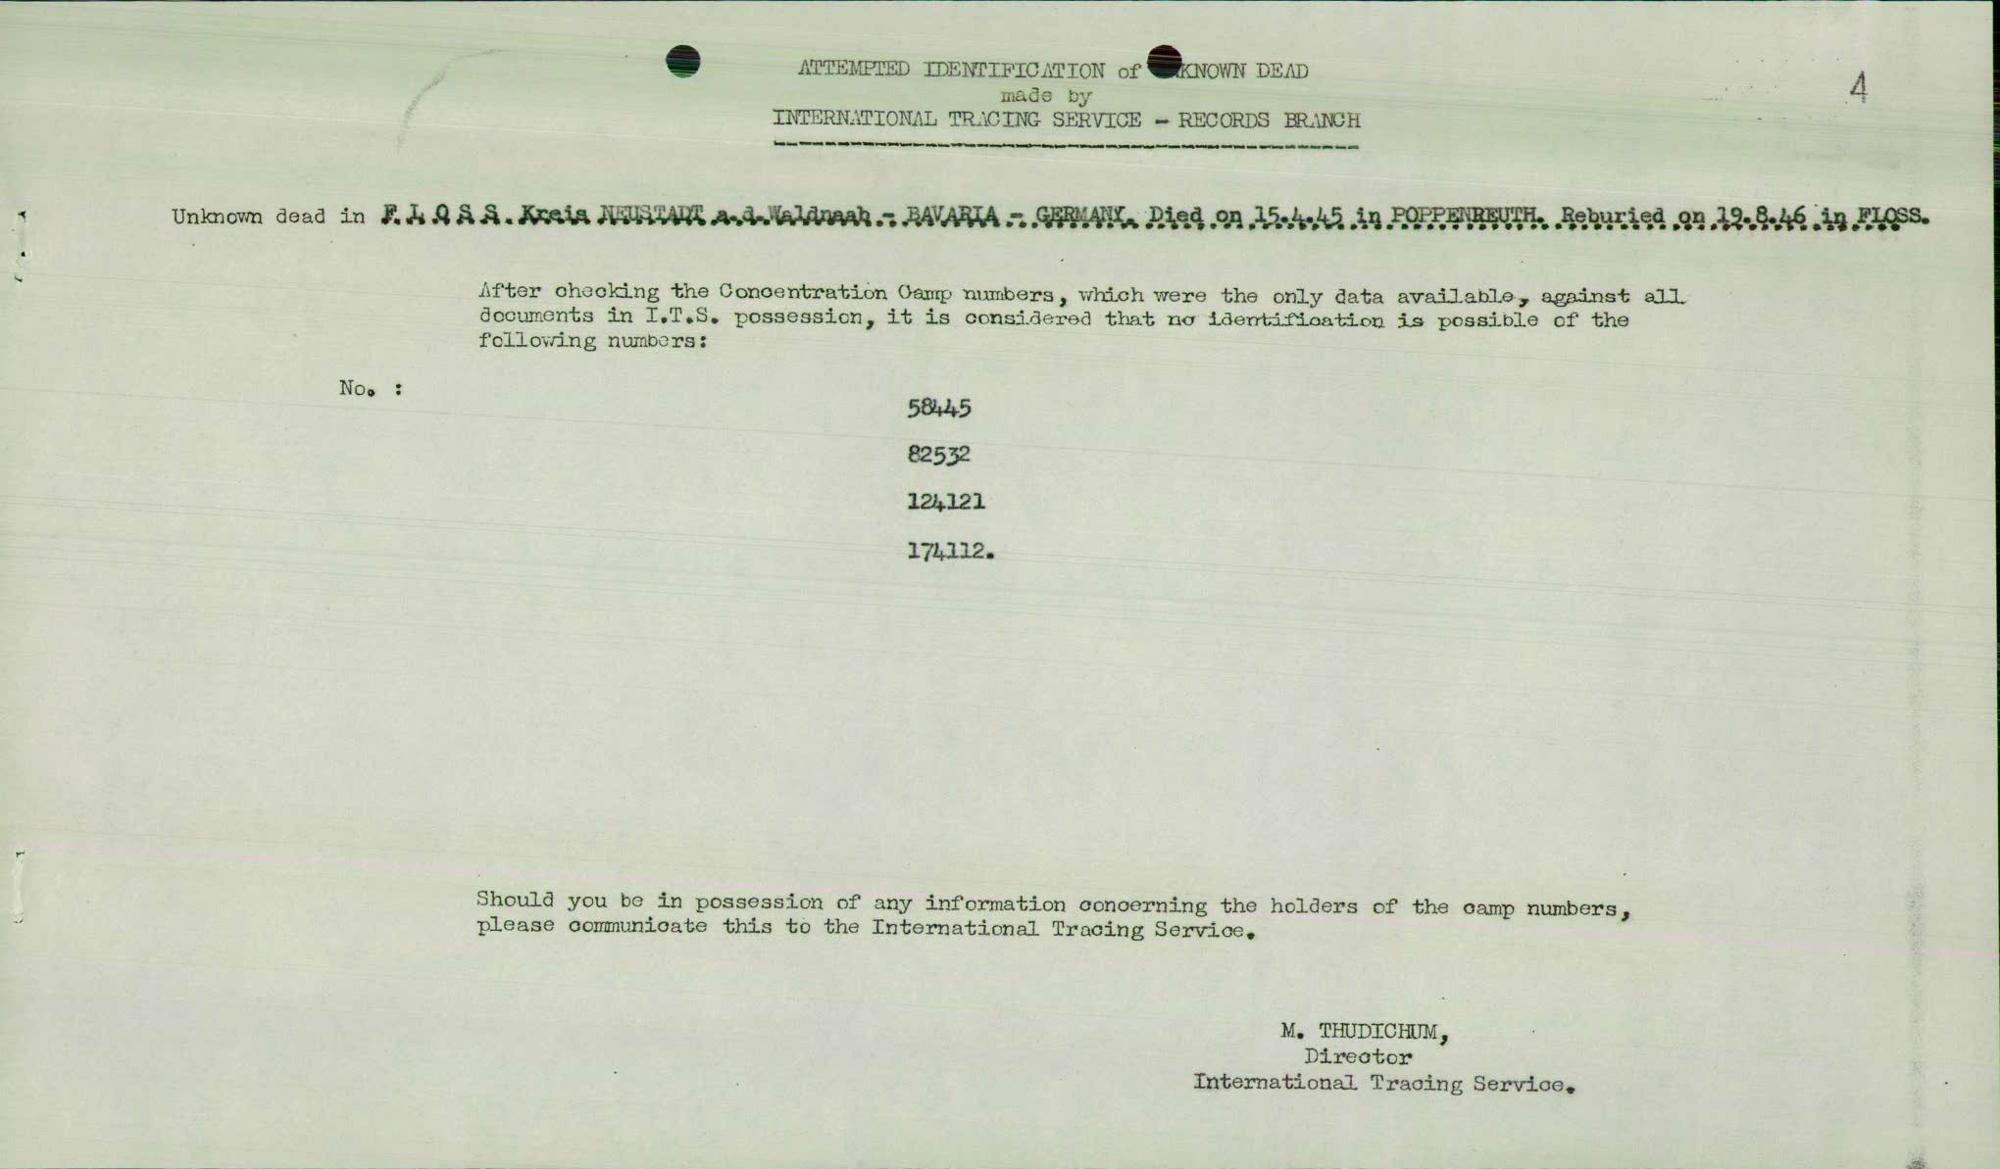 ATTEMPTED IDENTIFICATION of KNOWN DEAD
4
made by
INTERNATIONAL TRACING SERVICE - RECORDS BRANCH
Unknown dead in F.L.O.S.S. Kreis NEUSTADT a.d.Waldnaab - BAVARIA - GERMANY. Died on 15.4.45 in POPPENREUTH. Reburied on 19.8.46 in FLOSS.
After checking the Concentration Camp numbers, which were the only data available, against all
documents in I.T.S. possession, it is considered that no identification is possible of the
following numbers:
No. :
58445
82532
124121
174112.
Should you be in possession of any information concerning the holders of the camp numbers,
please communicate this to the International Tracing Service.
M. THUDICHUM,
Director
International Tracing Service.